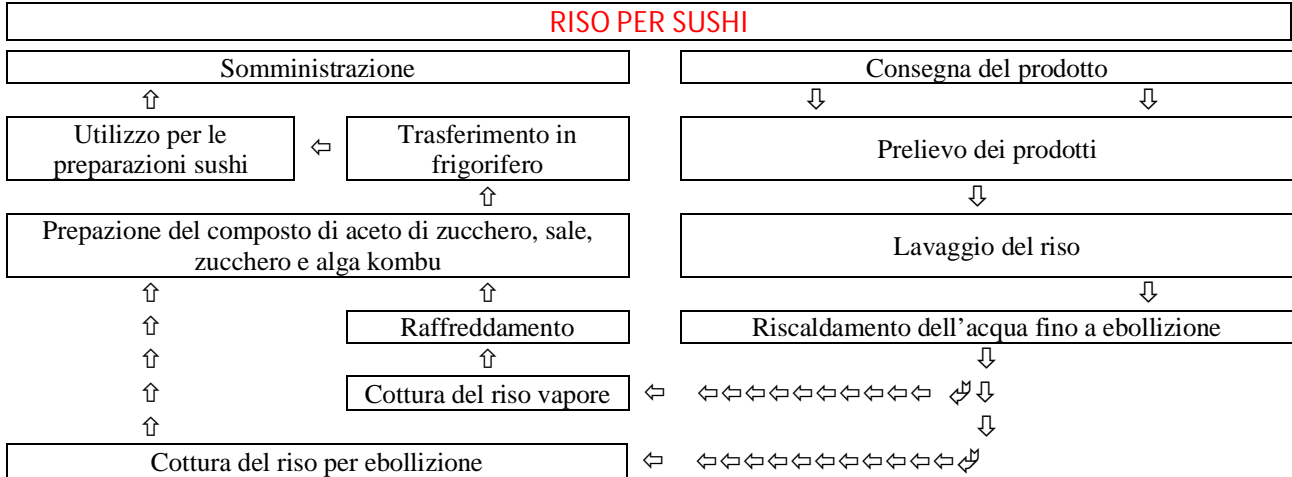 RISO PER SUSHI
Somministrazione
Consegna del prodotto
Utilizzo per le
preparazioni sushi
Trasferimento in
frigorifero
Prelievo dei prodotti
Prepazione del composto di aceto di zucchero, sale,
zucchero e alga kombu
Lavaggio del riso
Raffreddamento
Riscaldamento dell’acqua fino a ebollizione
Cottura del riso vapore
Cottura del riso per ebollizione